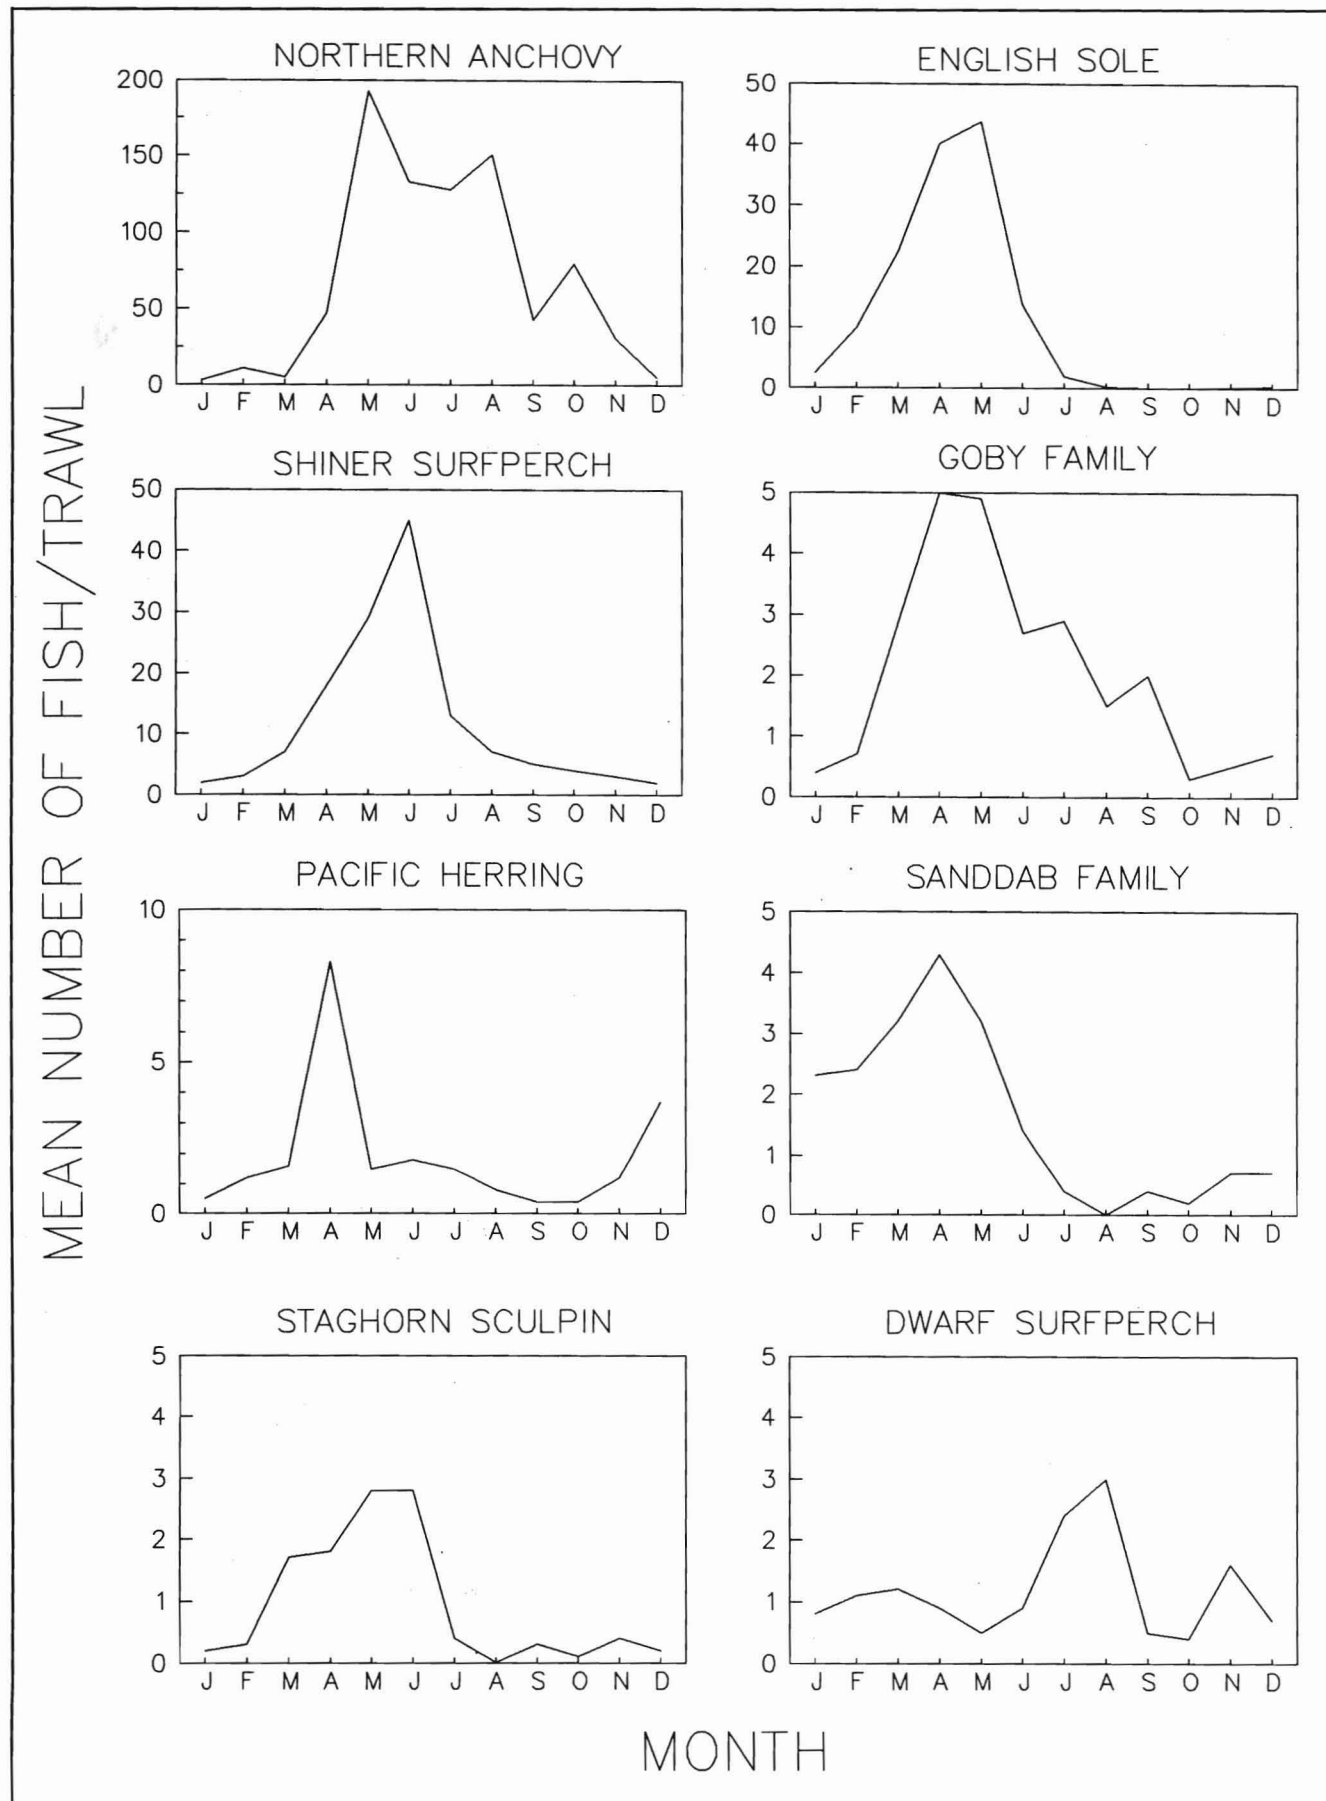 MEAN NUMBER OF FISH/TRAWL
NORTHERN ANCHOVY
200
150
100
50
0
J F M A M J J A S O N D
ENGLISH SOLE
50
40
30
20
10
0
J F M A M J J A S O N D
SHINER SURFPERCH
50
40
30
20
10
0
J F M A M J J A S O N D
GOBY FAMILY
5
4
3
2
1
0
J F M A M J J A S O N D
PACIFIC HERRING
10
5
0
J F M A M J J A S O N D
SANDDAB FAMILY
5
4
3
2
1
0
J F M A M J J A S O N D
STAGHORN SCULPIN
5
4
3
2
1
0
J F M A M J J A S O N D
DWARF SURFPERCH
5
4
3
2
1
0
J F M A M J J A S O N D
MONTH